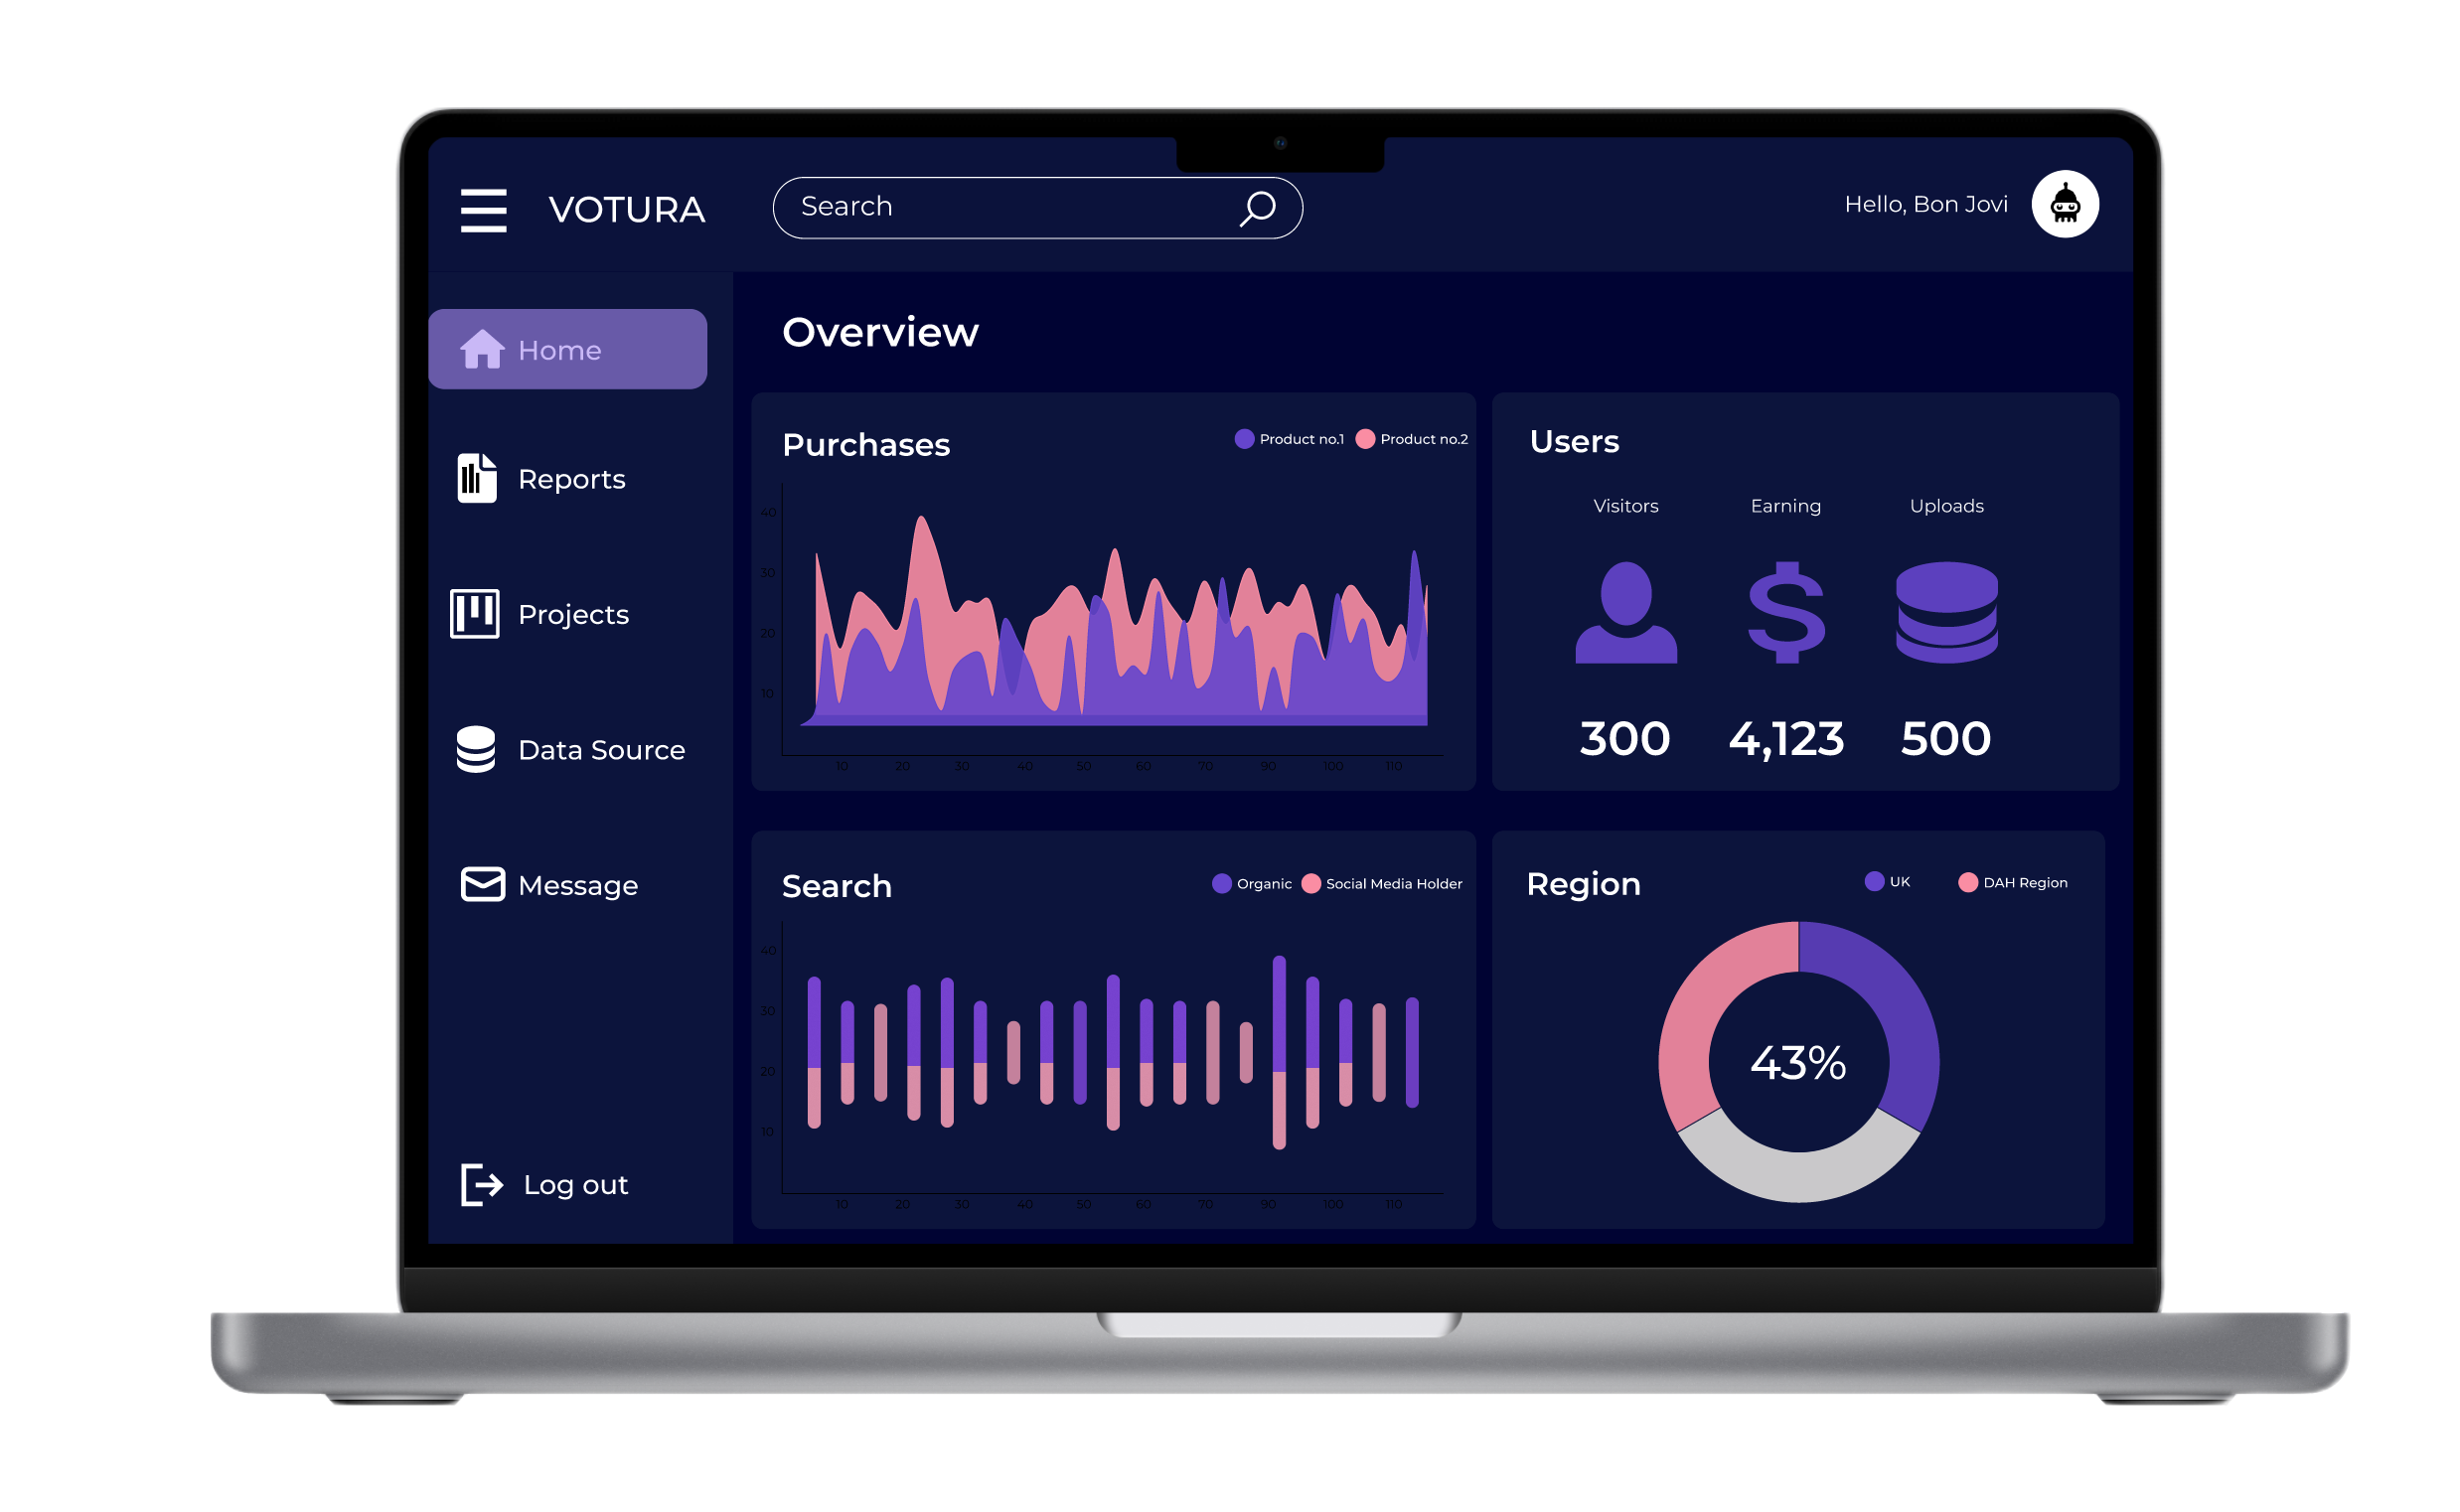 VOTURA
Search
Hello, Bon Jovi
Home
Reports
Projects
Data Source
Message
Log out
Overview
Purchases
Product no.1
Product no.2
40
30
20
10
10 20 30 40 50 60 70 90 100 110
Users
Visitors Earning Uploads
300 4,123 500
Search
Organic
Social Media Holder
40
30
20
10
10 20 30 40 50 60 70 90 100 110
Region
UK
DAH Region
43%